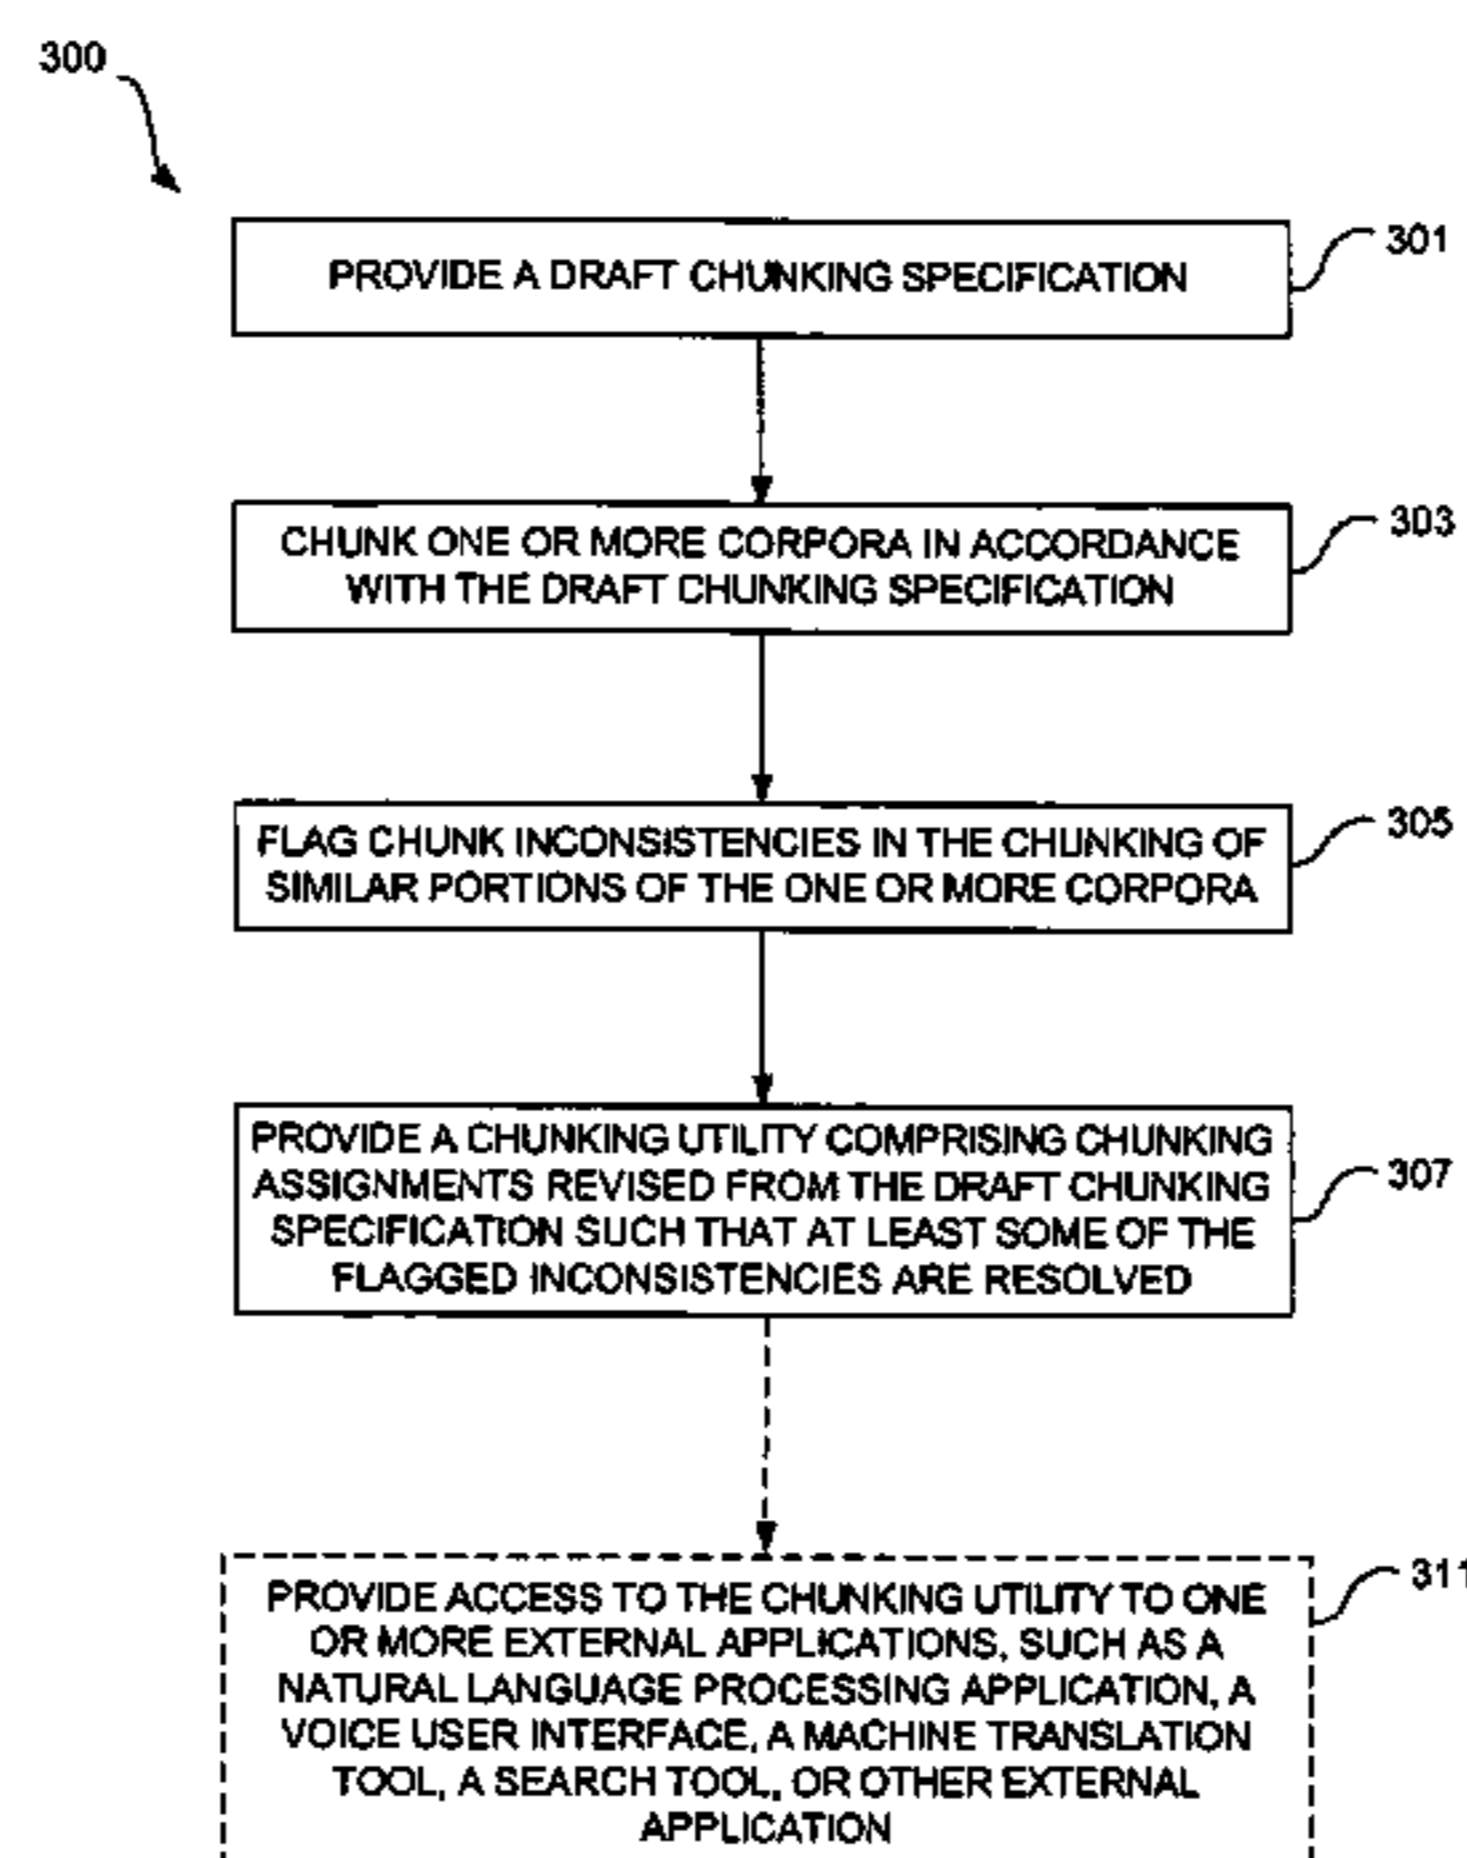 300
PROVIDE A DRAFT CHUNKING SPECIFICATION
301
CHUNK ONE OR MORE CORPORA IN ACCORDANCE
WITH THE DRAFT CHUNKING SPECIFICATION
303
FLAG CHUNK INCONSISTENCIES IN THE CHUNKING OF
SIMILAR PORTIONS OF THE ONE OR MORE CORPORA
305
PROVIDE A CHUNKING UTILITY COMPRISING CHUNKING
ASSIGNMENTS REVISED FROM THE DRAFT CHUNKING
SPECIFICATION SUCH THAT AT LEAST SOME OF THE
FLAGGED INCONSISTENCIES ARE RESOLVED
307
PROVIDE ACCESS TO THE CHUNKING UTILITY TO ONE
OR MORE EXTERNAL APPLICATIONS, SUCH AS A
NATURAL LANGUAGE PROCESSING APPLICATION, A
VOICE USER INTERFACE, A MACHINE TRANSLATION
TOOL, A SEARCH TOOL, OR OTHER EXTERNAL
APPLICATION
311